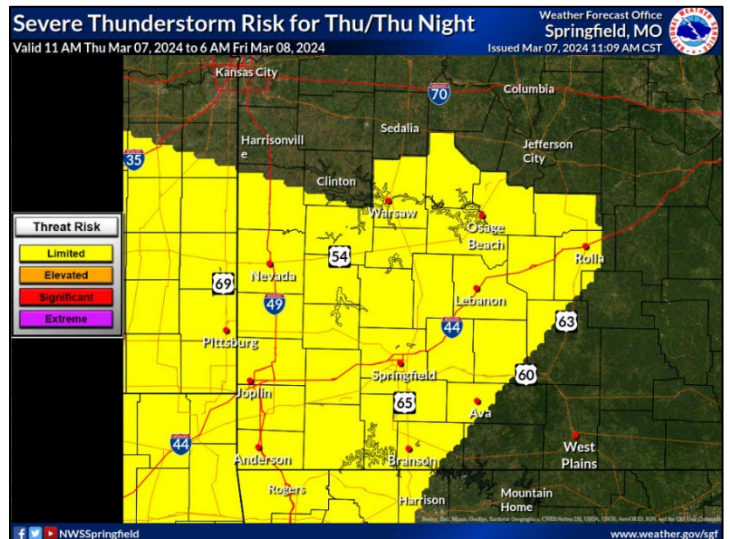 Severe Thunderstorm Risk for Thu/Thu Night
Valid 11 AM Thu Mar 07, 2024 to 6 AM Fri Mar 08, 2024
Weather Forecast Office
Springfield, MO
Issued Mar 07, 2024 11:09 AM CST
Kansas City
70
Columbia
Sedalia
Harrisonvill
e
Jefferson
City
35
Clinton
Warsaw
Osage
Beach
Threat Risk
Limited
Elevated
Significant
Extreme
54
Rolla
Nevada
69
49
Lebanon
63
44
Pittsburg
Springfield
60
Joplin
65
Ava
44
Anderson
Branson
West
Plains
Rogers
Harrison
Mountain
Home
NWSSpringfield
www.weather.gov/sgf